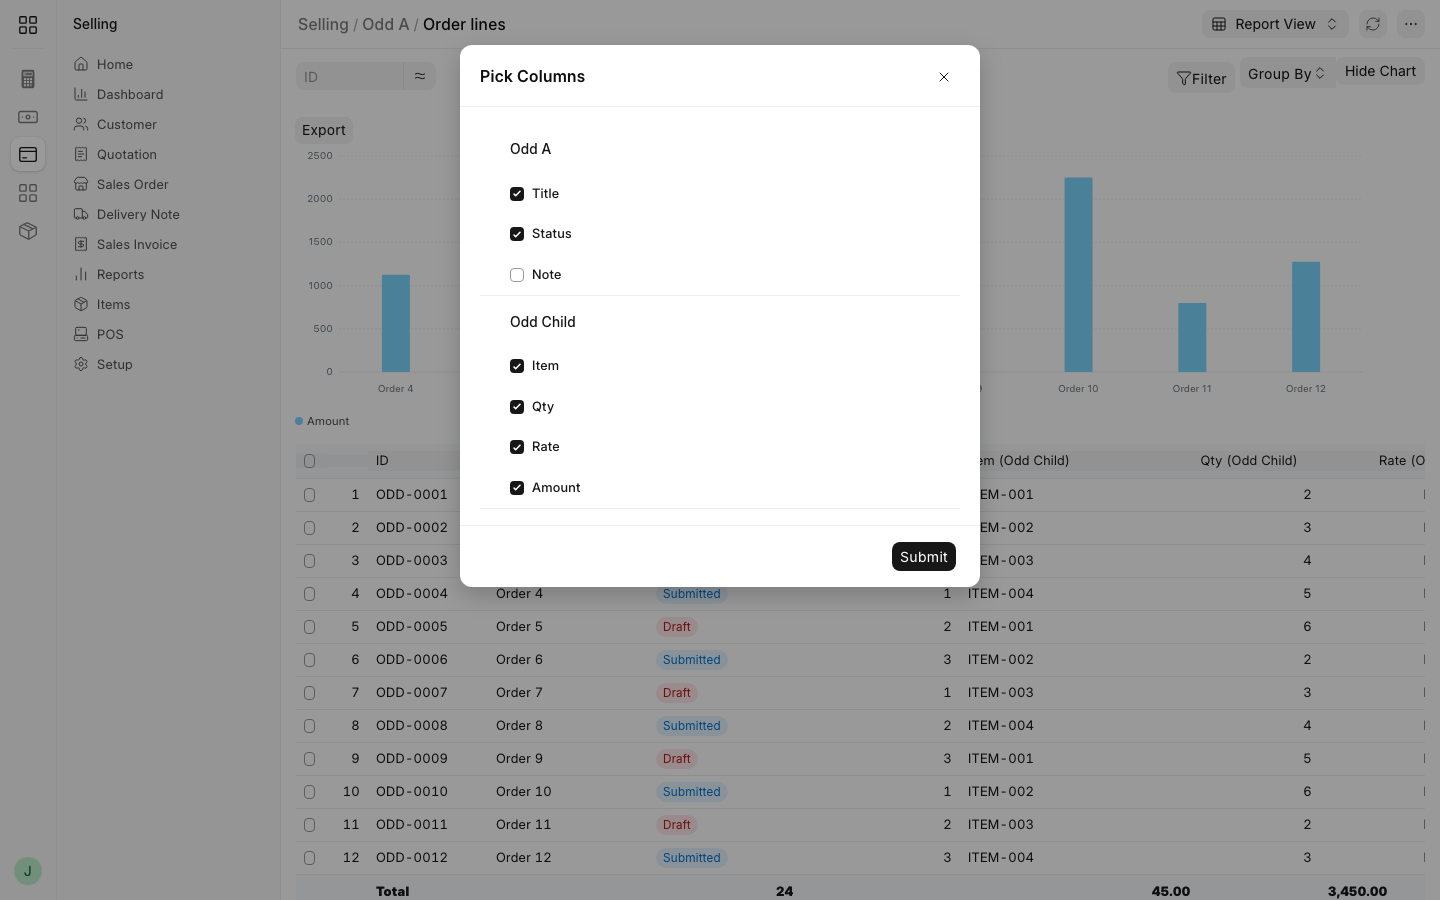 Selling
Selling / Odd A / Order lines
Report View
Home
Dashboard
Customer
Quotation
Sales Order
Delivery Note
Sales Invoice
Reports
Items
POS
Setup
J
ID
≈
Filter
Group By
Hide Chart
Export
2500
2000
1500
1000
500
0
Order 4
Order 10
Order 11
Order 12
Amount
Pick Columns
Odd A
Title
Status
Note
Odd Child
Item
Qty
Rate
Amount
Submit
ID (Odd Child) Qty (Odd Child) Rate (O
1 ODD-0001 EM-001 2
2 ODD-0002 EM-002 3
3 ODD-0003 EM-003 4
4 ODD-0004 Order 4 Submitted 1 ITEM-004 5
5 ODD-0005 Order 5 Draft 2 ITEM-001 6
6 ODD-0006 Order 6 Submitted 3 ITEM-002 2
7 ODD-0007 Order 7 Draft 1 ITEM-003 3
8 ODD-0008 Order 8 Submitted 2 ITEM-004 4
9 ODD-0009 Order 9 Draft 3 ITEM-001 5
10 ODD-0010 Order 10 Submitted 1 ITEM-002 6
11 ODD-0011 Order 11 Draft 2 ITEM-003 2
12 ODD-0012 Order 12 Submitted 3 ITEM-004 3
Total 24 45.00 3,450.00